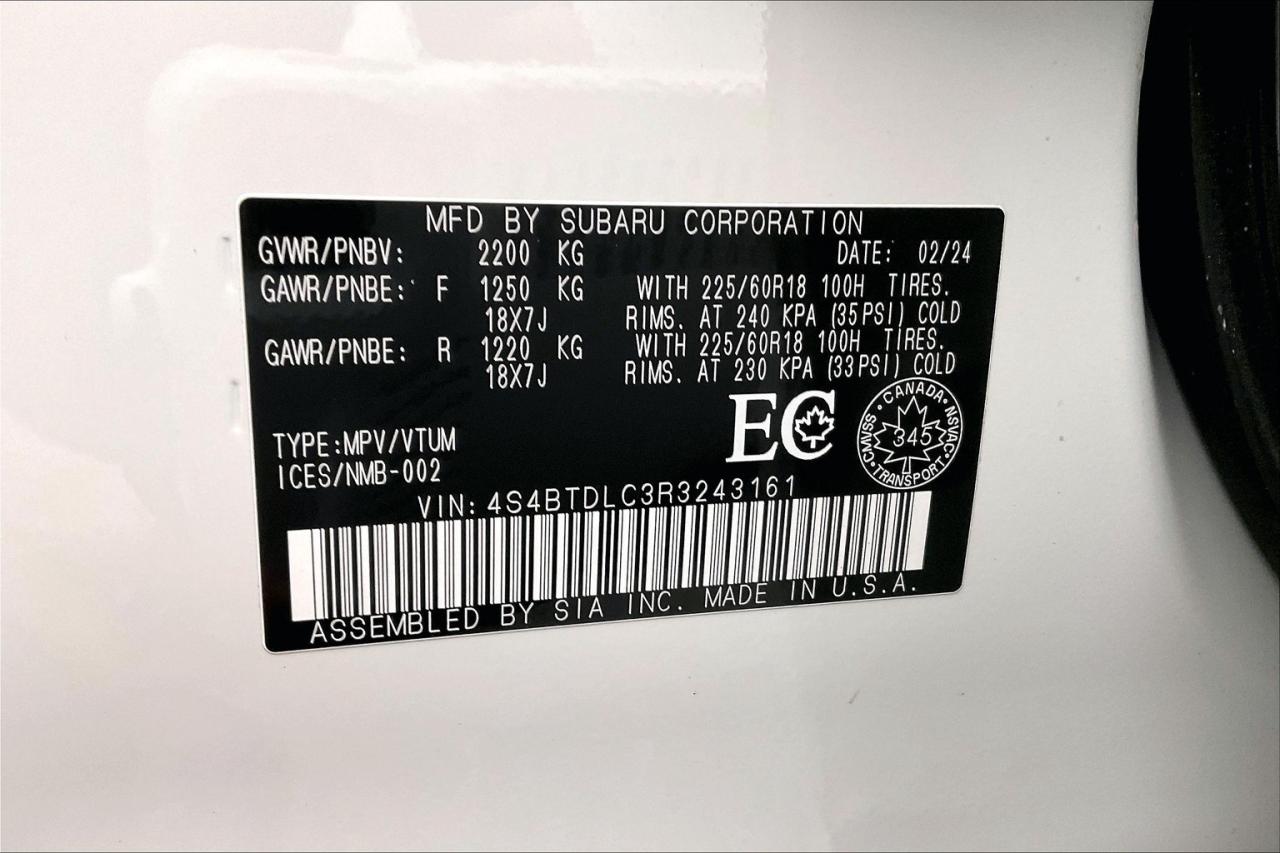 MFD BY SUBARU CORPORATION
GVWR/PNBV: 2200 KG DATE: 02/24
GAWR/PNBE: F 1250 KG WITH 225/60R18 100H TIRES.
18X7J RIMS. AT 240 KPA (35PSI) COLD
GAWR/PNBE: R 1220 KG WITH 225/60R18 100H TIRES.
18X7J RIMS. AT 230 KPA (33PSI) COLD
EC
CANADA
CMVSS 345 NSVAC
TRANSPORT
TYPE:MPV/VTUM
ICES/NMB-002
VIN: 4S4BTDLC3R3243161
ASSEMBLED BY SIA INC. MADE IN U.S.A.